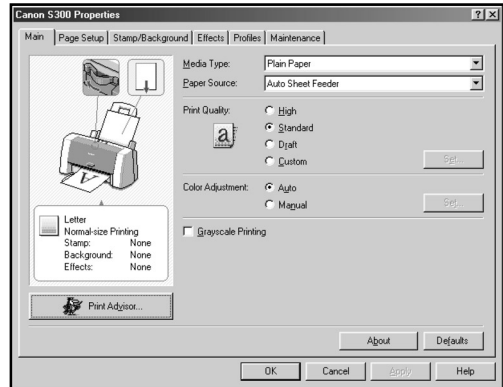 Canon S300 Properties
Main Page Setup Stamp/Background Effects Profiles Maintenance
Media Type: Plain Paper
Paper Source: Auto Sheet Feeder
Print Quality: High
Standard
Draft
Custom
Set...
a
Color Adjustment: Auto
Manual
Set...
Grayscale Printing
A
Letter
Normal-size Printing
Stamp: None
Background: None
Effects: None
Print Advisor...
About Defaults
OK Cancel Apply Help